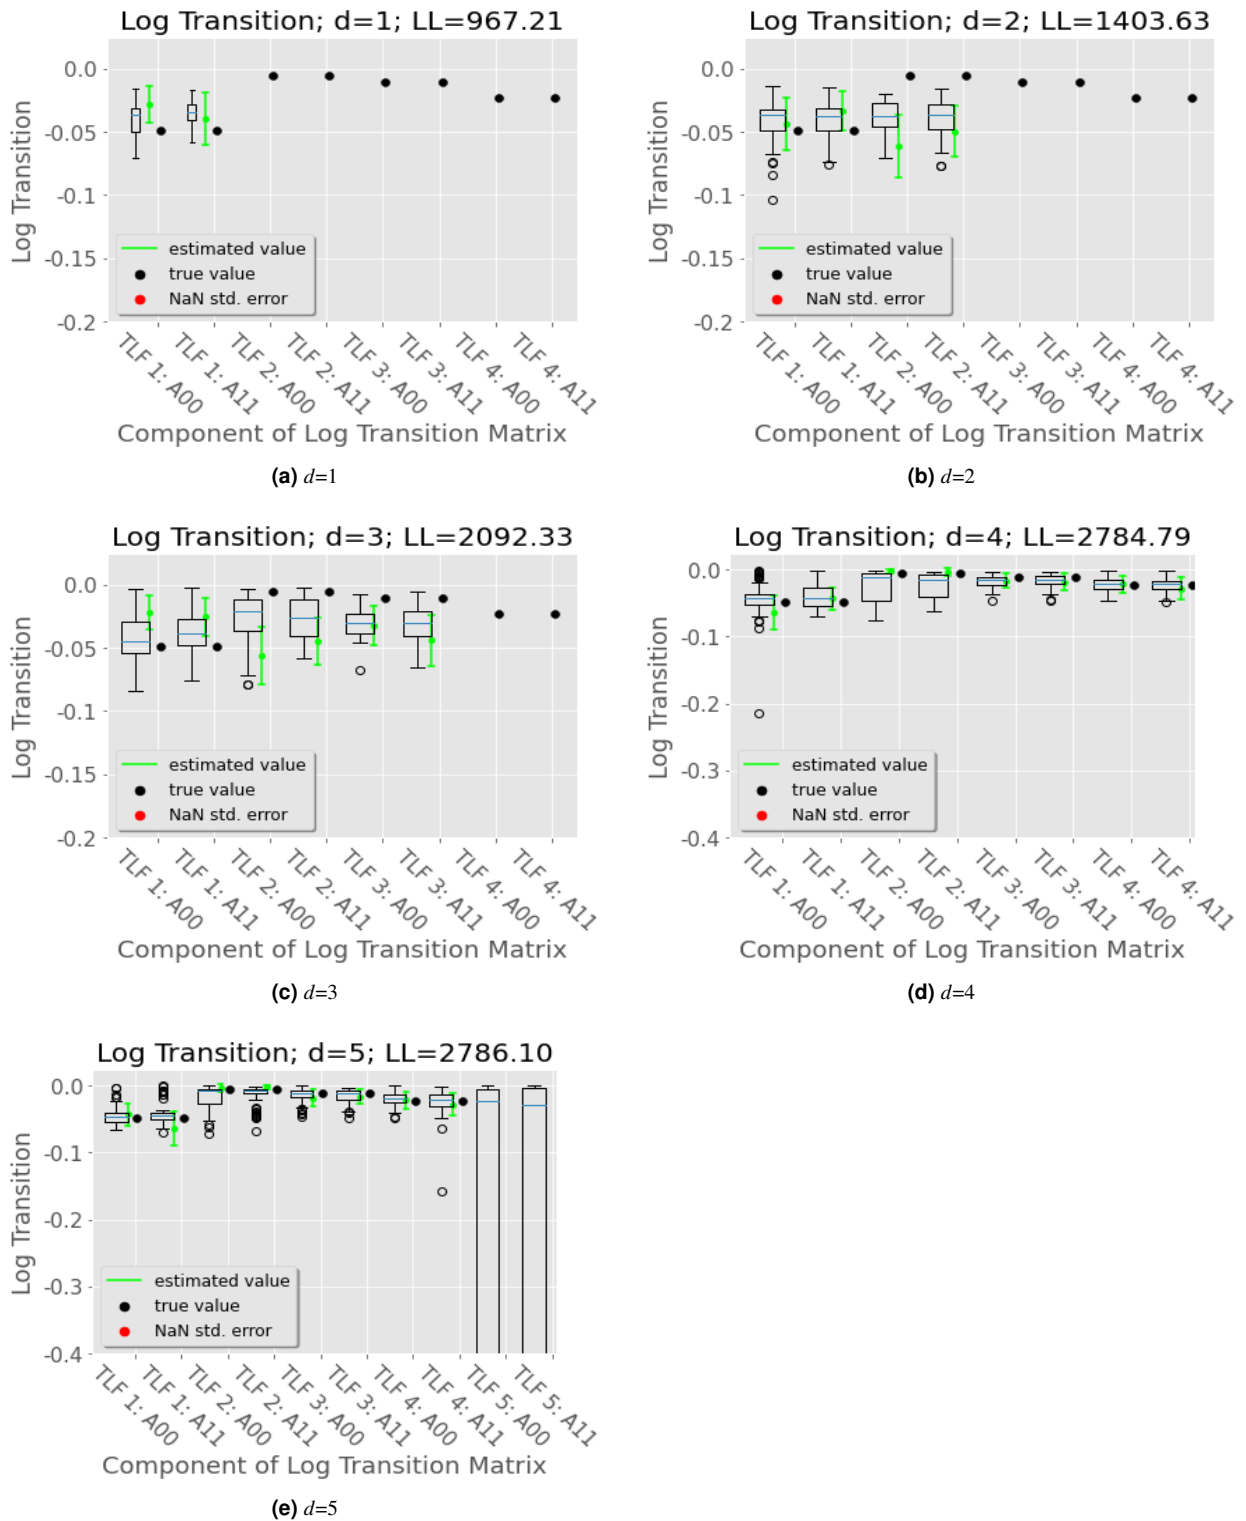 Log Transition; d=1; LL=967.21
0.0
-0.05
-0.1
-0.15
-0.2
Log Transition
estimated value
true value
NaN std. error
TLF 1: A00
TLF 1: A11
TLF 2: A00
TLF 2: A11
TLF 3: A00
TLF 3: A11
TLF 4: A00
TLF 4: A11
Component of Log Transition Matrix
(a) d=1
Log Transition; d=2; LL=1403.63
0.0
-0.05
-0.1
-0.15
-0.2
Log Transition
estimated value
true value
NaN std. error
TLF 1: A00
TLF 1: A11
TLF 2: A00
TLF 2: A11
TLF 3: A00
TLF 3: A11
TLF 4: A00
TLF 4: A11
Component of Log Transition Matrix
(b) d=2
Log Transition; d=3; LL=2092.33
0.0
-0.05
-0.1
-0.15
-0.2
Log Transition
estimated value
true value
NaN std. error
TLF 1: A00
TLF 1: A11
TLF 2: A00
TLF 2: A11
TLF 3: A00
TLF 3: A11
TLF 4: A00
TLF 4: A11
Component of Log Transition Matrix
(c) d=3
Log Transition; d=4; LL=2784.79
0.0
-0.1
-0.2
-0.3
-0.4
Log Transition
estimated value
true value
NaN std. error
TLF 1: A00
TLF 1: A11
TLF 2: A00
TLF 2: A11
TLF 3: A00
TLF 3: A11
TLF 4: A00
TLF 4: A11
Component of Log Transition Matrix
(d) d=4
Log Transition; d=5; LL=2786.10
0.0
-0.1
-0.2
-0.3
-0.4
Log Transition
estimated value
true value
NaN std. error
TLF 1: A00
TLF 1: A11
TLF 2: A00
TLF 2: A11
TLF 3: A00
TLF 3: A11
TLF 4: A00
TLF 4: A11
TLF 5: A00
TLF 5: A11
Component of Log Transition Matrix
(e) d=5